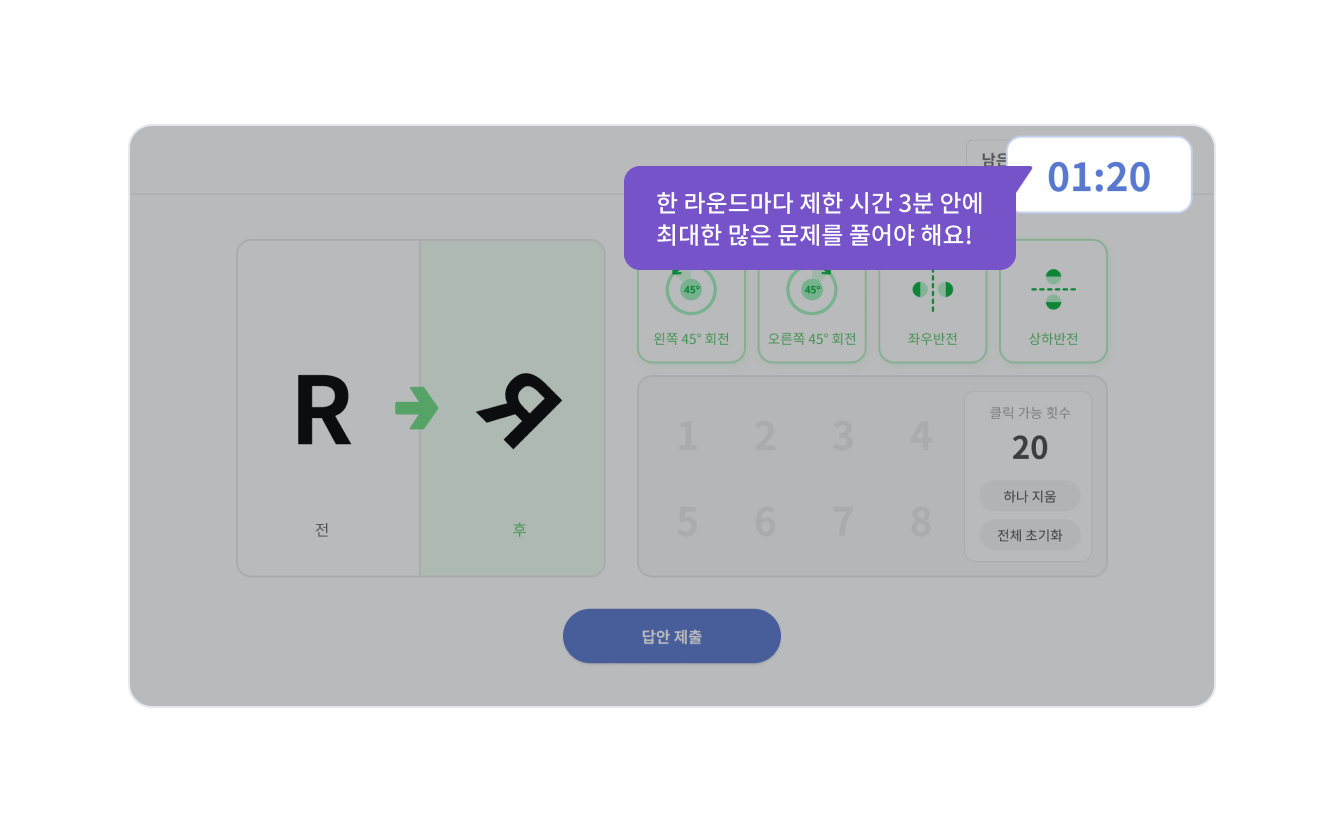 남은
01:20
한 라운드마다 제한 시간 3분 안에
최대한 많은 문제를 풀어야 해요!
45° 45°
왼쪽 45° 회전 오른쪽 45° 회전 좌우반전 상하반전
R R
전 후
1 2 3 4
5 6 7 8
클릭 가능 횟수
20
하나 지움
전체 초기화
답안 제출